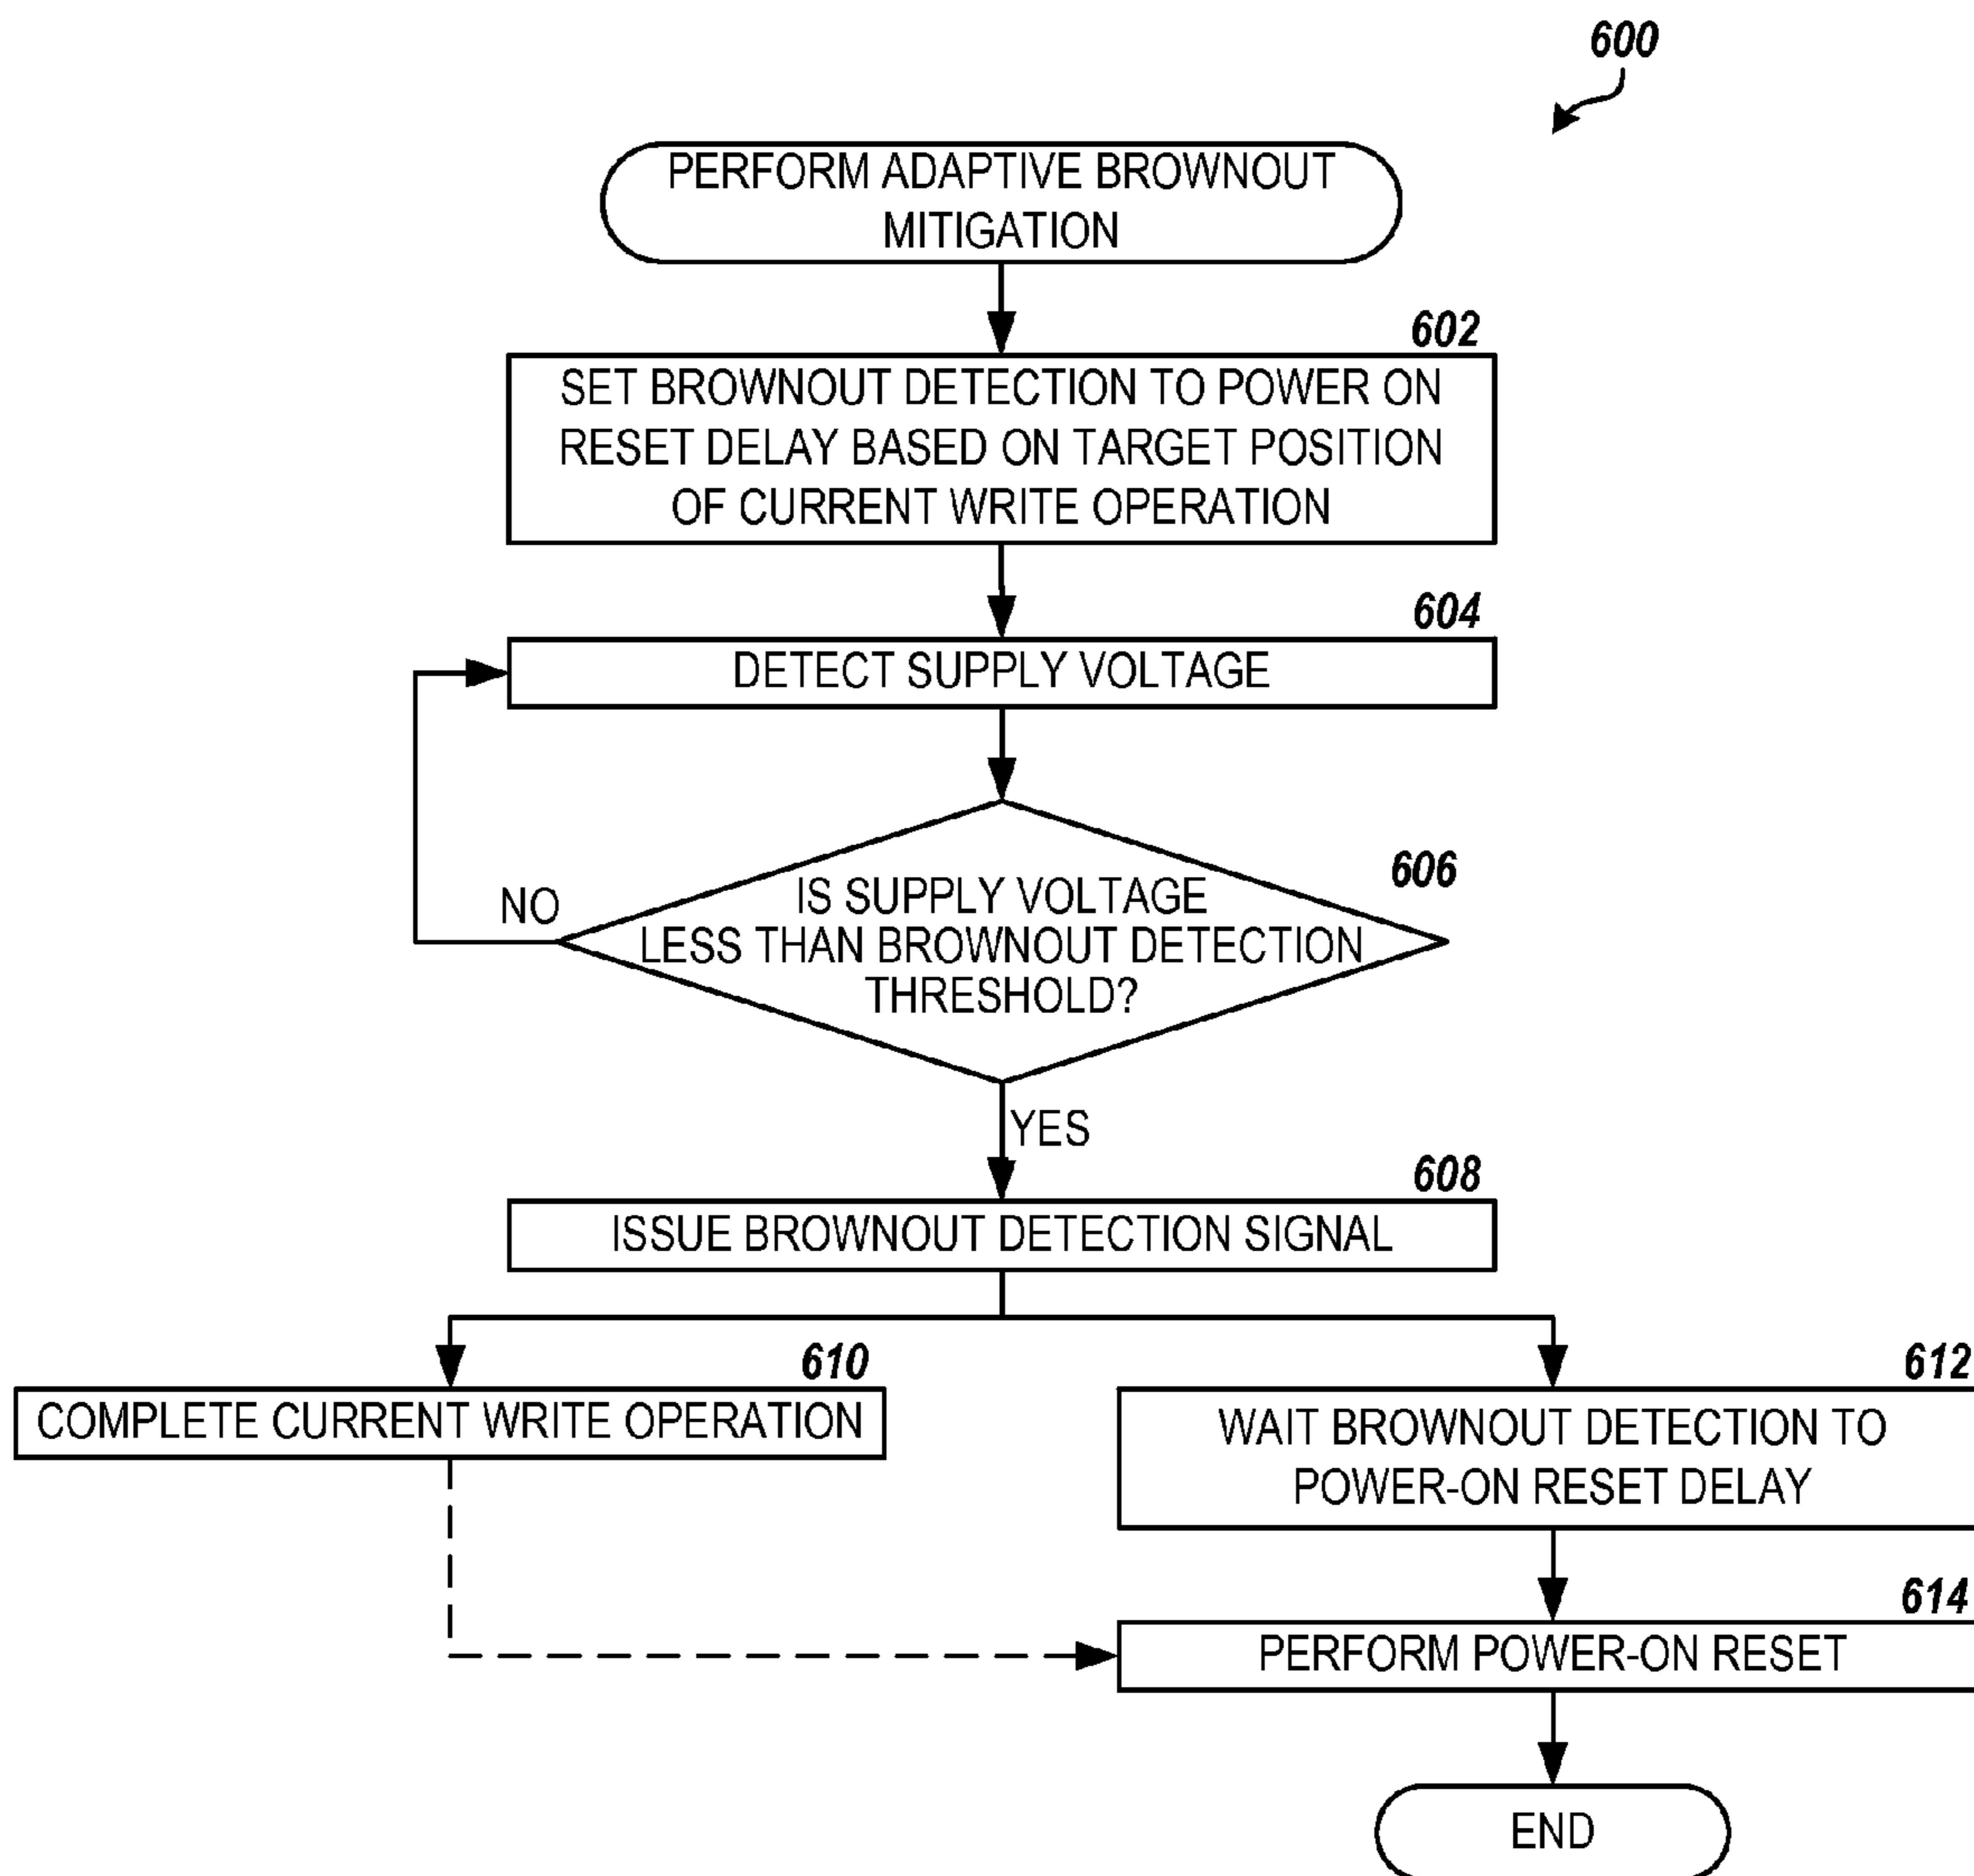 600
PERFORM ADAPTIVE BROWNOUT
MITIGATION
602
SET BROWNOUT DETECTION TO POWER ON
RESET DELAY BASED ON TARGET POSITION
OF CURRENT WRITE OPERATION
604
DETECT SUPPLY VOLTAGE
606
IS SUPPLY VOLTAGE
LESS THAN BROWNOUT DETECTION
THRESHOLD?
NO
YES
608
ISSUE BROWNOUT DETECTION SIGNAL
610
COMPLETE CURRENT WRITE OPERATION
612
WAIT BROWNOUT DETECTION TO
POWER-ON RESET DELAY
614
PERFORM POWER-ON RESET
END